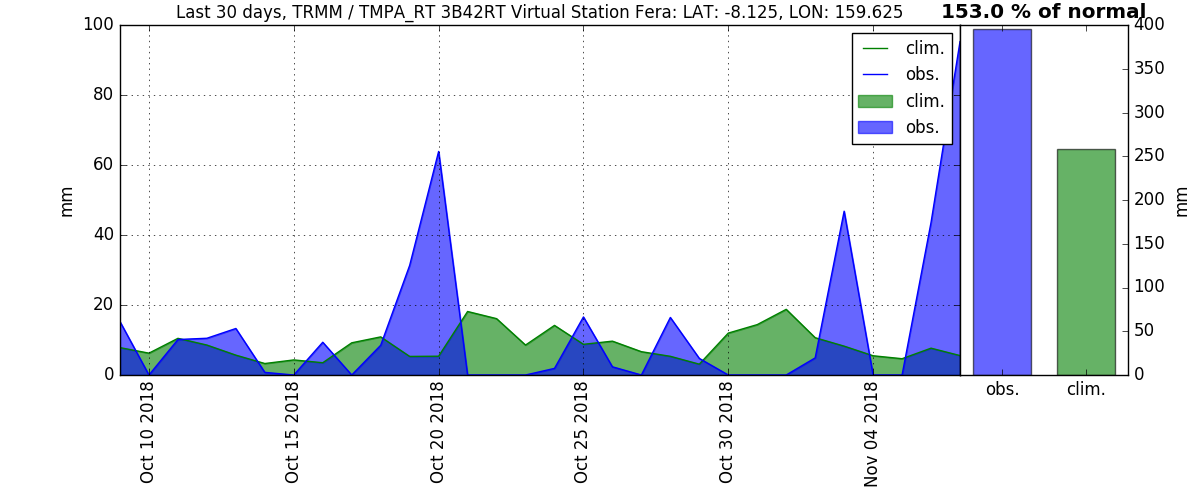 Last 30 days, TRMM / TMPA_RT 3B42RT Virtual Station Fera: LAT: -8.125, LON: 159.625
153.0 % of normal
100
80
60
40
20
0
mm
clim.
obs.
clim.
obs.
Oct 10 2018
Oct 15 2018
Oct 20 2018
Oct 25 2018
Oct 30 2018
Nov 04 2018
400
350
300
250
200
150
100
50
0
mm
obs.
clim.